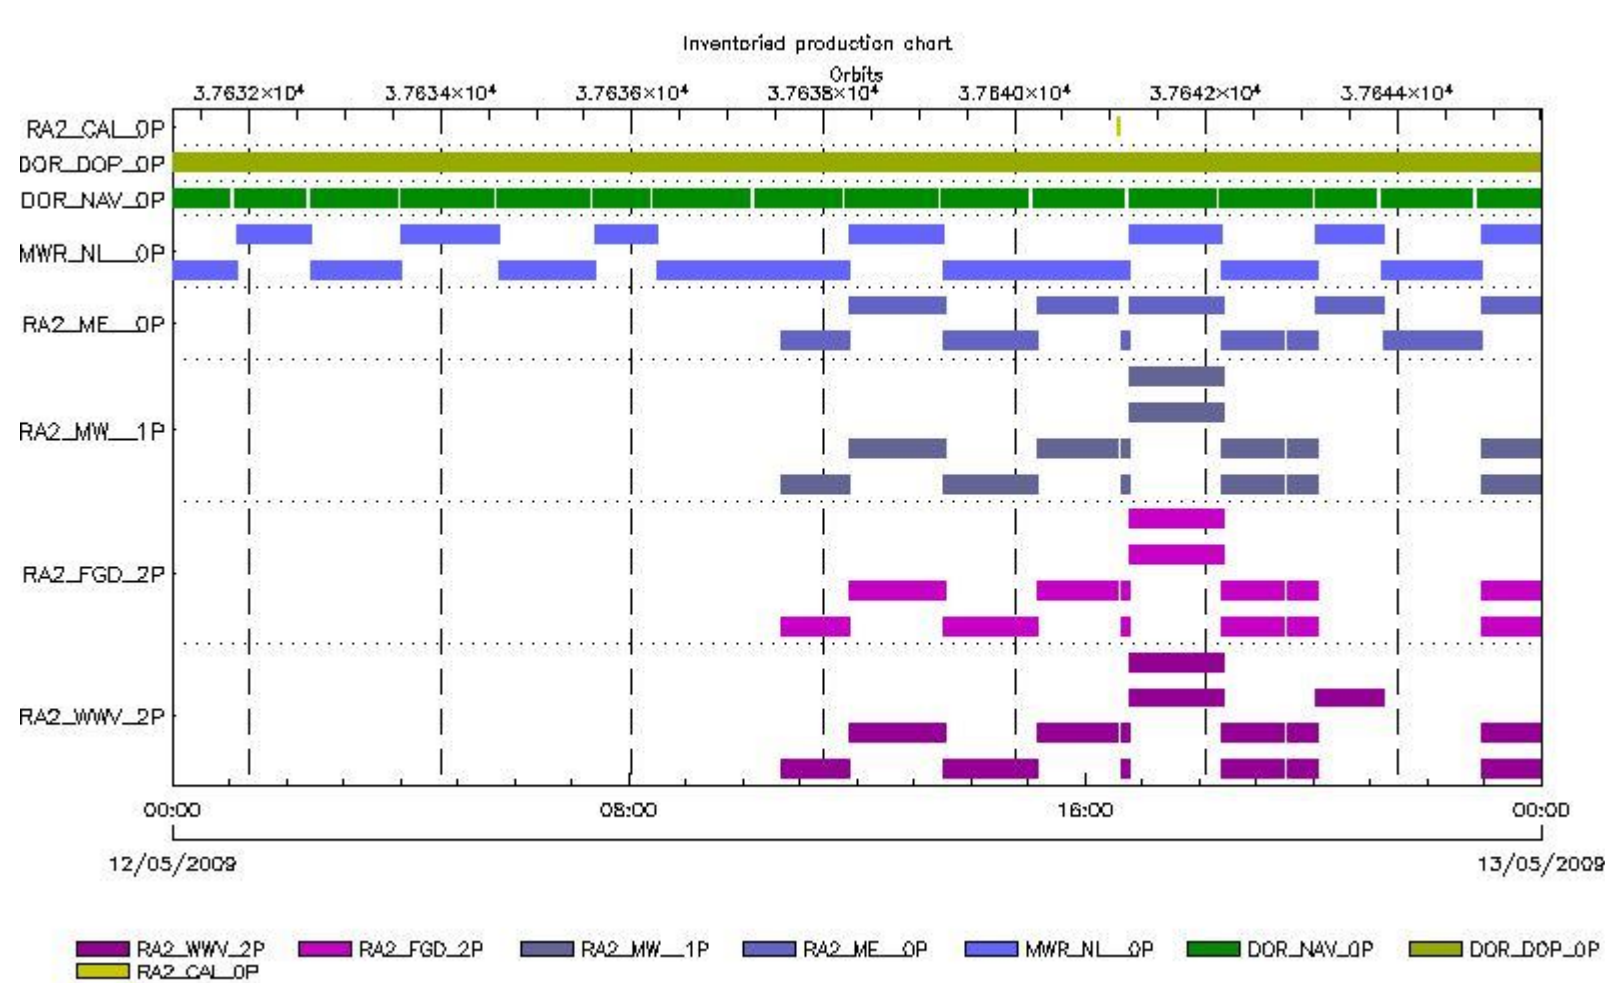 Inventoried production chart
Orbits
3.7632×10⁴ 3.7634×10⁴ 3.7636×10⁴ 3.7638×10⁴ 3.7640×10⁴ 3.7642×10⁴ 3.7644×10⁴
RA2_CAL_0P
DOR_DOP_0P
DOR_NAV_0P
MWR_NL__0P
RA2_ME__0P
RA2_MW__1P
RA2_FGD_2P
RA2_WWV_2P
00:00 08:00 16:00 00:00
12/05/2009 13/05/2009
RA2_WWV_2P RA2_FGD_2P RA2_MW__1P RA2_ME__0P MWR_NL__0P DOR_NAV_0P DOR_DOP_0P
RA2_CAL_0P